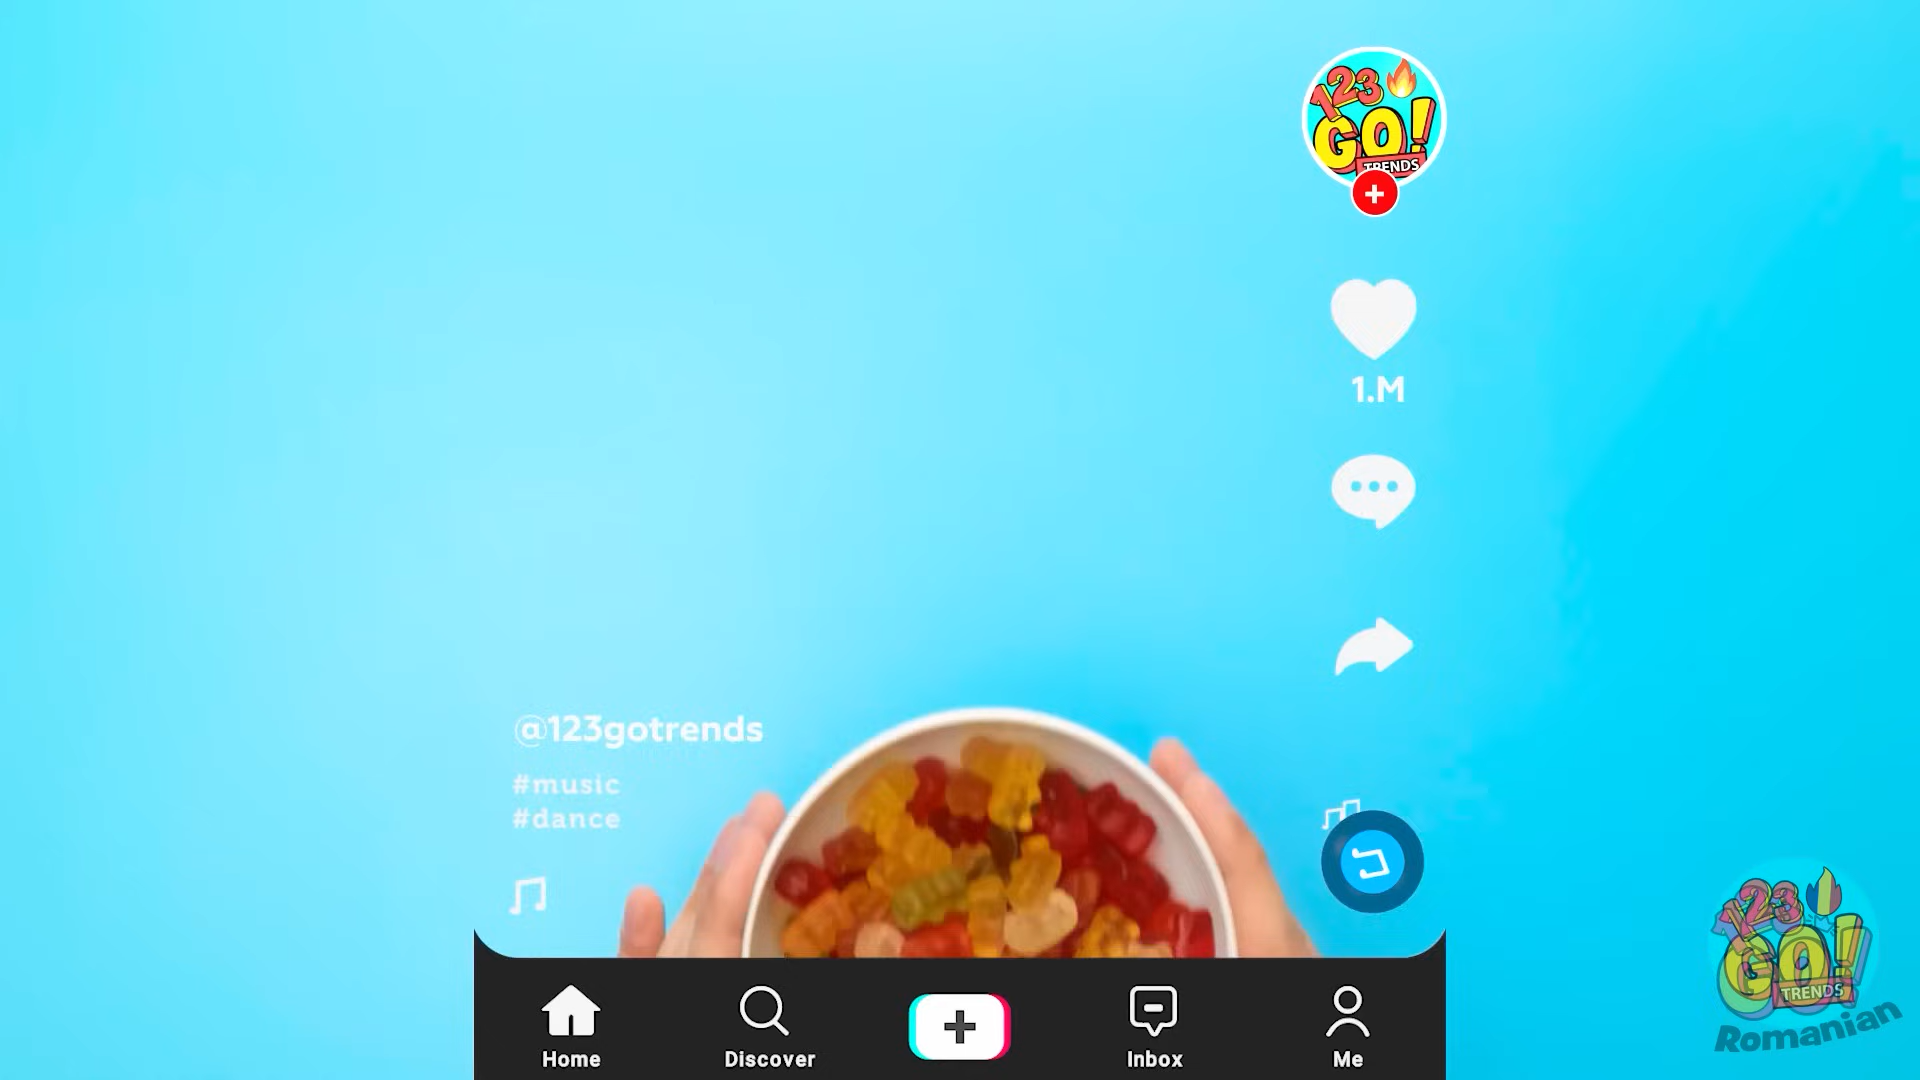 123
GO!
TRENDS
1.M
@123gotrends
#music
#dance
Home
Discover
Inbox
Me
123
GO!
TRENDS
Romanian